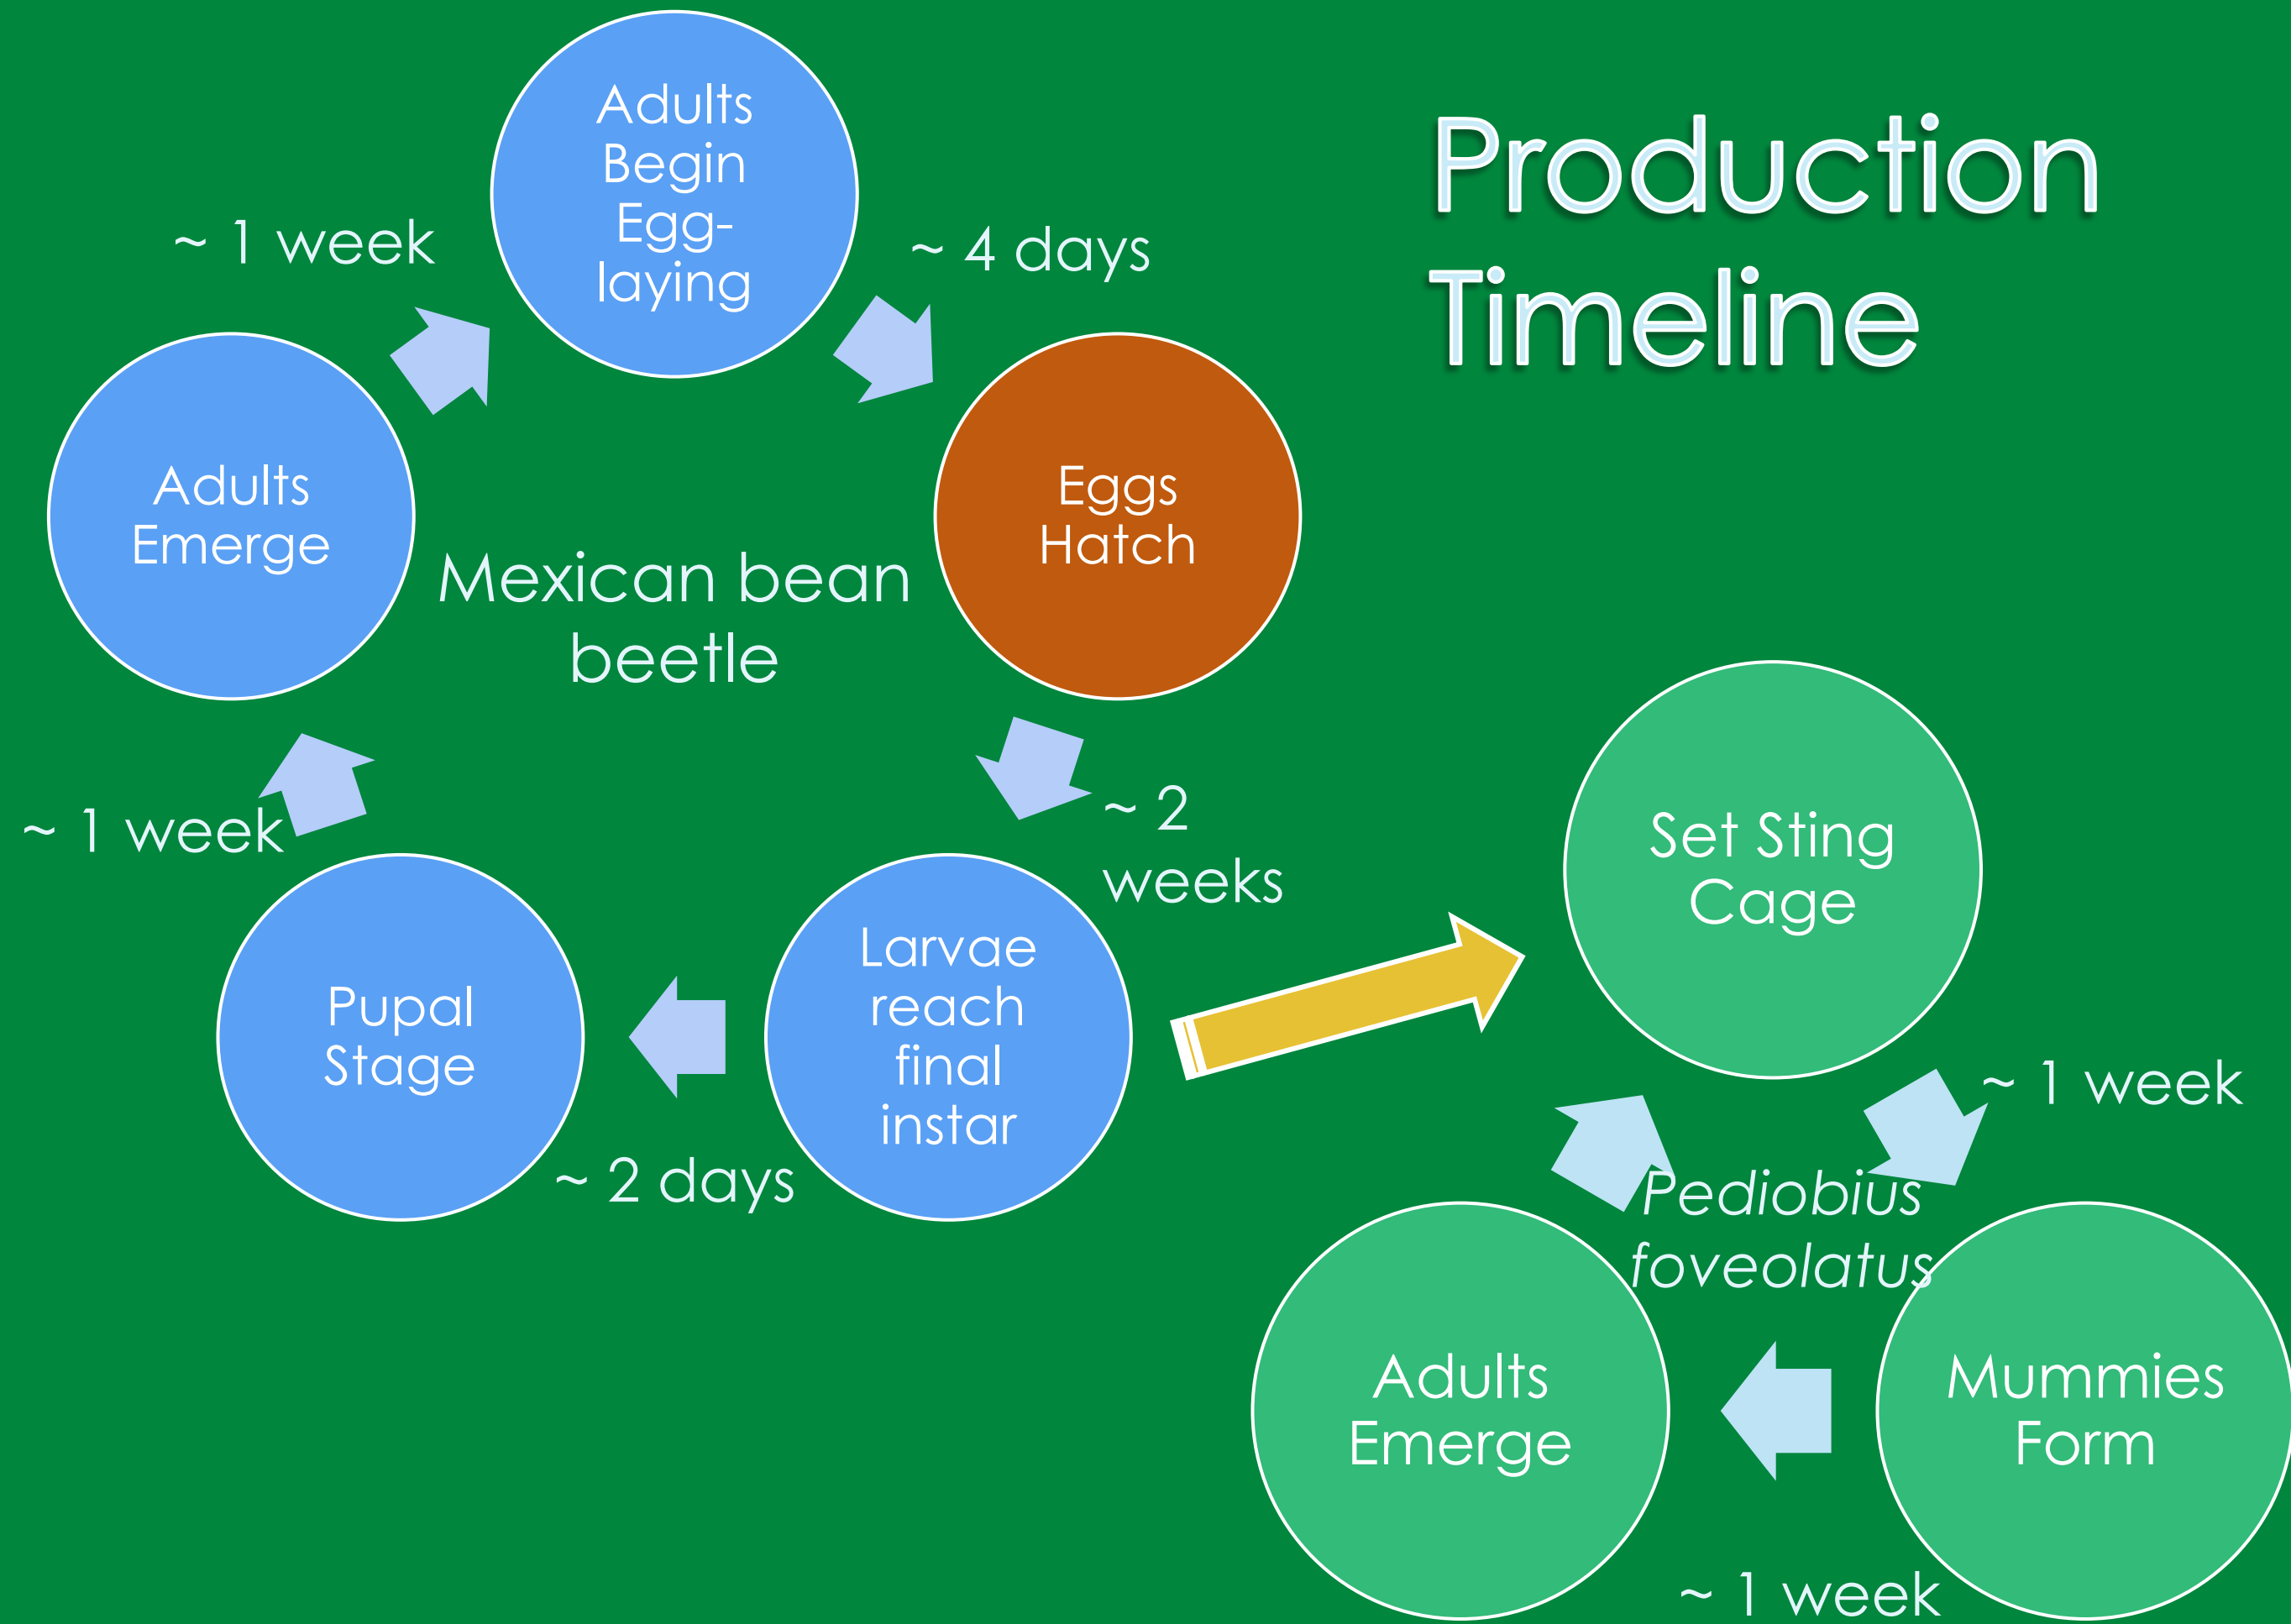 Production
Timeline
Adults
Begin
Egg-
laying
~ 1 week
~ 4 days
Adults
Emerge
Eggs
Hatch
Mexican bean
beetle
~ 1 week
~ 2
weeks
Pupal
Stage
Larvae
reach
final
instar
~ 2 days
Set Sting
Cage
~ 1 week
Pediobius
foveolatus
Adults
Emerge
Mummies
Form
~ 1 week